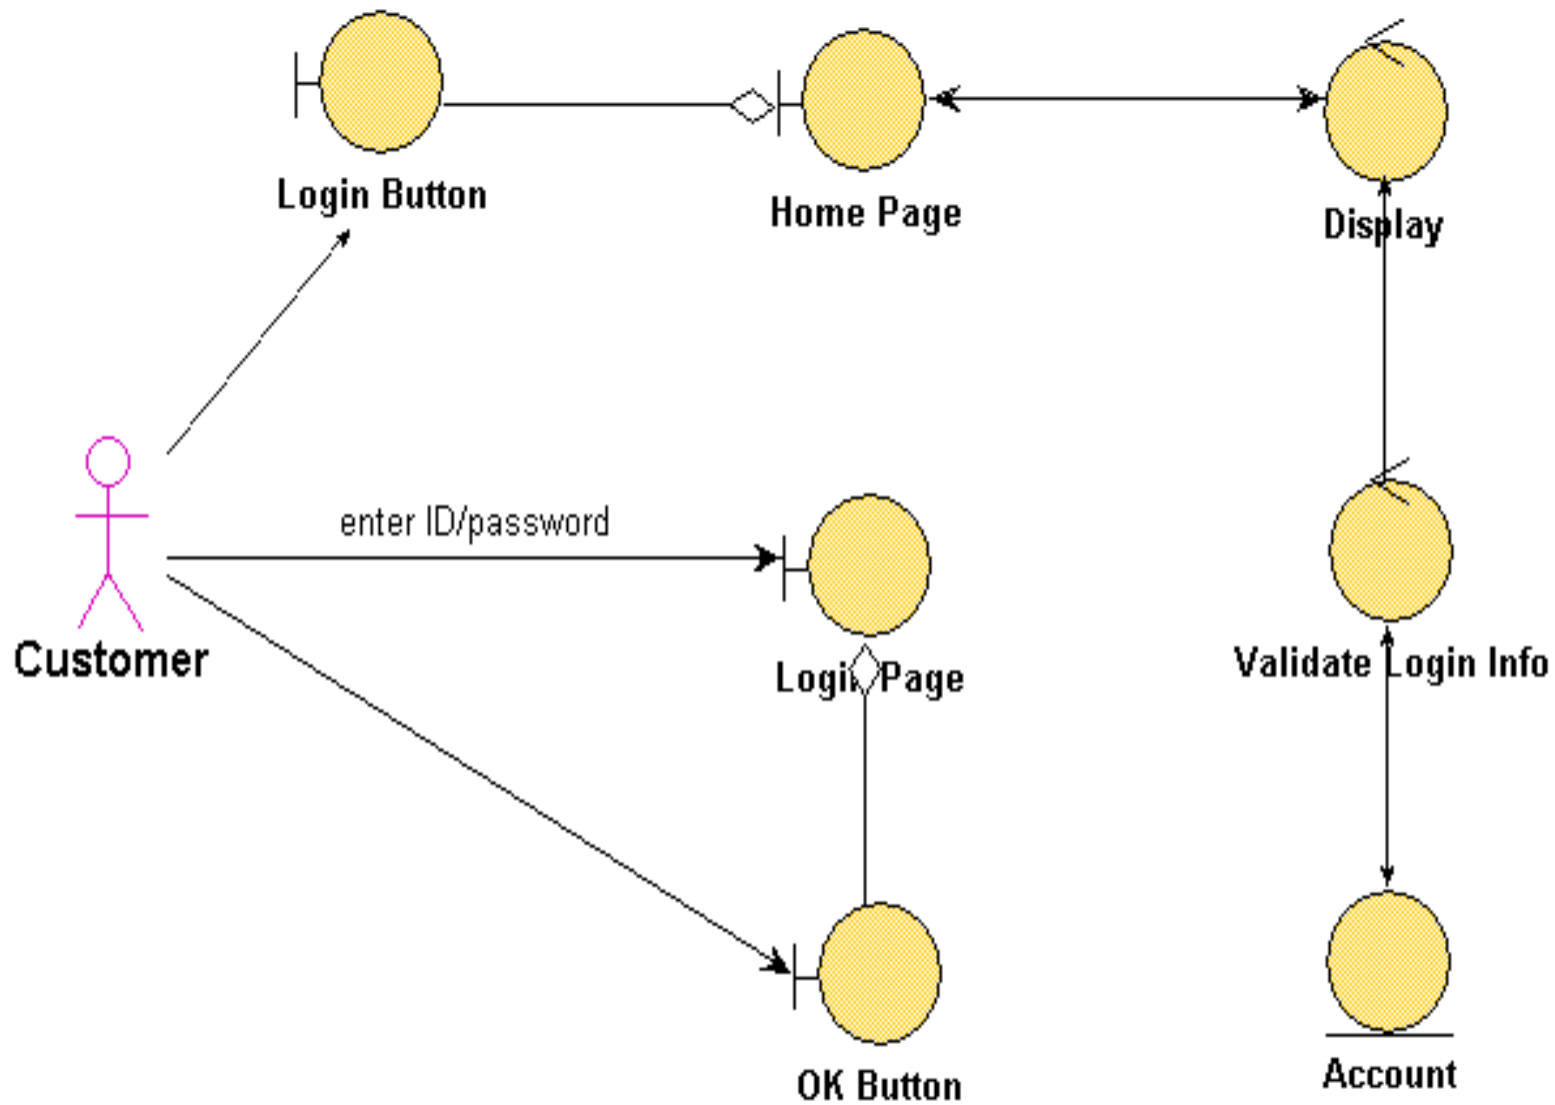 Login Button
Home Page
Display
enter ID/password
Customer
Login Page
Validate Login Info
OK Button
Account